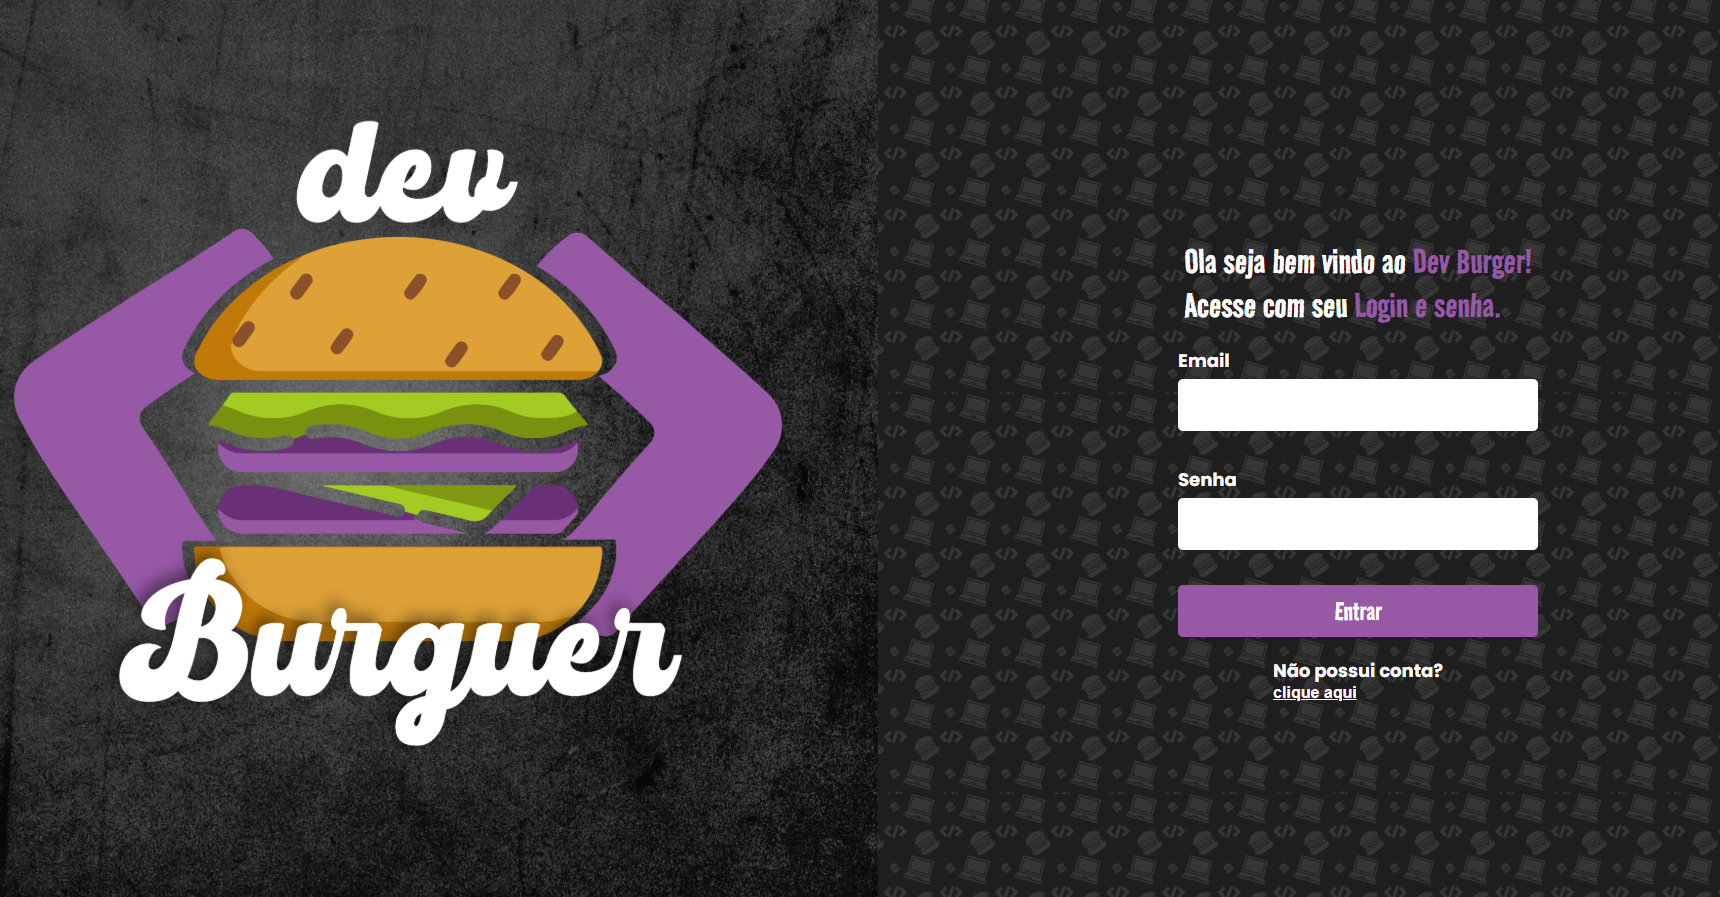 dev
Burguer
Ola seja bem vindo ao Dev Burger!
Acesse com seu Login e senha.
Email
Senha
Entrar
Não possui conta?
clique aqui